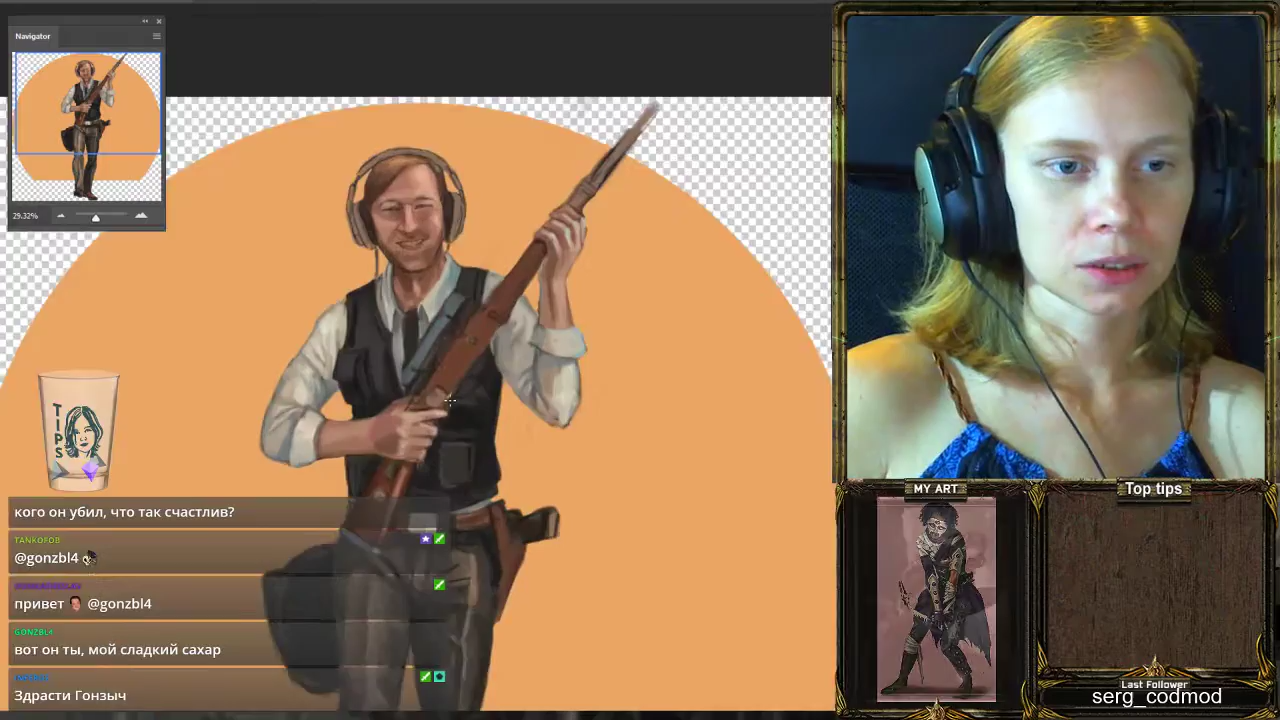 Navigator
29.32%
TIPS
кого он убил, что так счастлив?
TANKOFOB
@gonzbl4
привет @gonzbl4
GONZBL4
вот он ты, мой сладкий сахар
Здрасти Гонзыч
MY ART
Top tips
Last Follower
serg_codmod